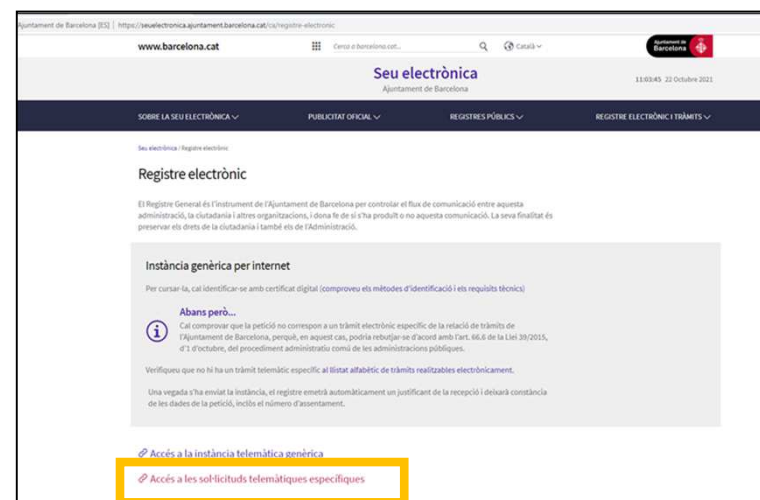 Ajuntament de Barcelona [ES] | https://seuelectronica.ajuntament.barcelona.cat/ca/registre-electronic
www.barcelona.cat
Cerca a barcelona.cat...
Català
Ajuntament de
Barcelona
Seu electrònica
Ajuntament de Barcelona
11:03:45 22 Octubre 2021
SOBRE LA SEU ELECTRÒNICA
PUBLICITAT OFICIAL
REGISTRES PÚBLICS
REGISTRE ELECTRÒNIC I TRÀMITS
Seu electrònica / Registre electrònic
Registre electrònic
El Registre General és l'instrument de l'Ajuntament de Barcelona per controlar el flux de comunicació entre aquesta
administració, la ciutadania i altres organitzacions, i dona fe de si s'ha produït o no aquesta comunicació. La seva finalitat és
preservar els drets de la ciutadania i també els de l'Administració.
Instància genèrica per internet
Per cursar-la, cal identificar-se amb certificat digital (comproveu els mètodes d'identificació i els requisits tècnics)
Abans però...
Cal comprovar que la petició no correspon a un tràmit electrònic específic de la relació de tràmits de
l'Ajuntament de Barcelona, perquè, en aquest cas, podria rebutjar-se d'acord amb l'art. 66.6 de la Llei 39/2015,
d'1 d'octubre, del procediment administratiu comú de les administracions públiques.
Verifiqueu que no hi ha un tràmit telemàtic específic al llistat alfabètic de tràmits realitzables electrònicament.
Una vegada s'ha enviat la instància, el registre emetrà automàticament un justificant de la recepció i deixarà constància
de les dades de la petició, inclòs el número d'assentament.
Accés a la instància telemàtica genèrica
Accés a les sol·licituds telemàtiques específiques